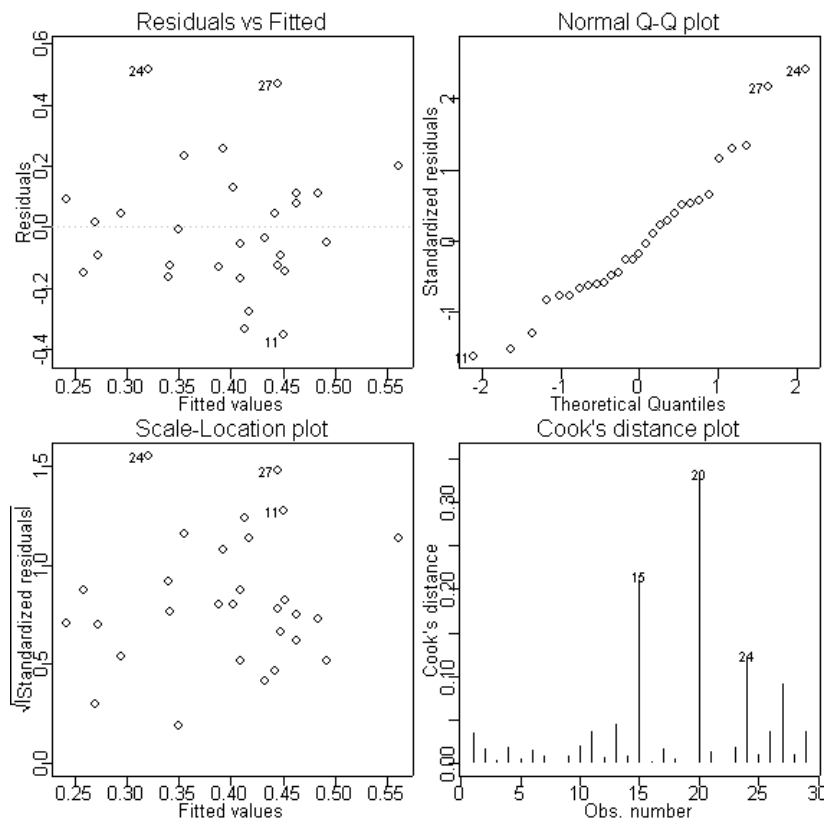 Residuals vs Fitted
Residuals
0.6
0.4
0.2
0.0
-0.2
-0.4
24
27
11
0.25 0.30 0.35 0.40 0.45 0.50 0.55
Fitted values
Normal Q-Q plot
Standardized residuals
2
1
0
-1
24
27
11
-2 -1 0 1 2
Theoretical Quantiles
Scale-Location plot
√|Standardized residuals|
1.5
1.0
0.5
0.0
24
27
11
0.25 0.30 0.35 0.40 0.45 0.50 0.55
Fitted values
Cook's distance plot
Cook's distance
0.30
0.20
0.10
0.00
20
15
24
0 5 10 15 20 25 30
Obs. number